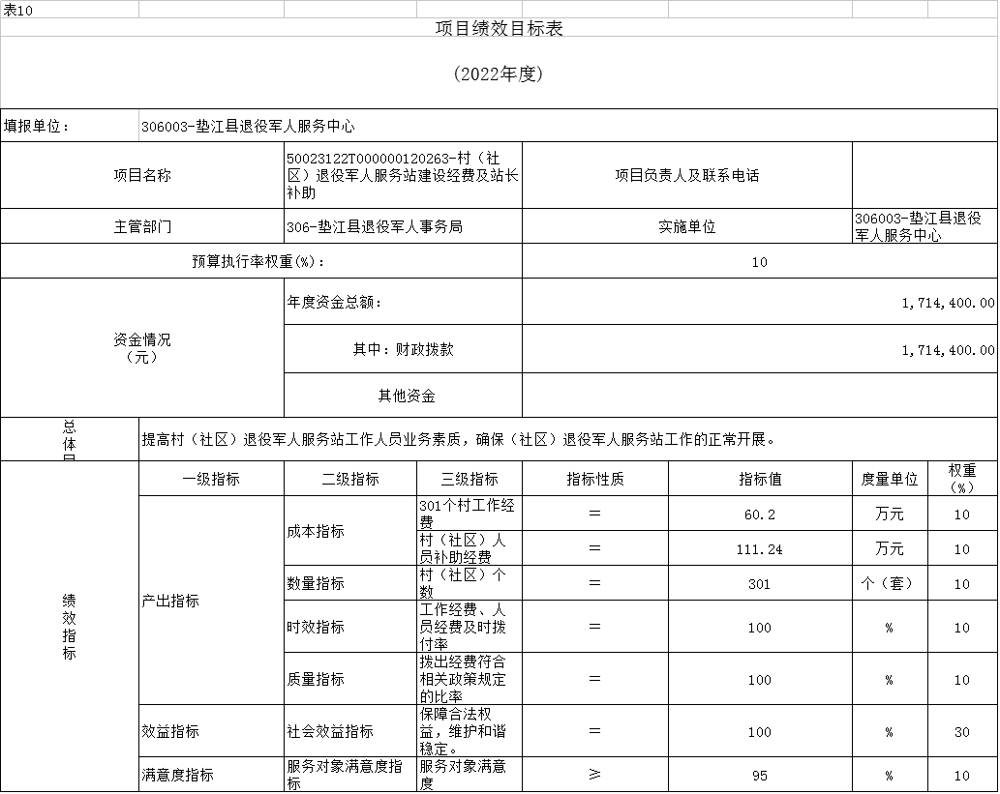 表10
项目绩效目标表
(2022年度)
填报单位：
306003-垫江县退役军人服务中心
项目名称
50023122T000000120263-村（社
区）退役军人服务站建设经费及站长
补助
项目负责人及联系电话
主管部门
306-垫江县退役军人事务局
实施单位
306003-垫江县退役
军人服务中心
预算执行率权重(%)：
10
资金情况
（元）
年度资金总额：
1,714,400.00
其中：财政拨款
1,714,400.00
其他资金
总
体
目
提高村（社区）退役军人服务站工作人员业务素质，确保（社区）退役军人服务站工作的正常开展。
绩
效
指
标
一级指标
二级指标
三级指标
指标性质
指标值
度量单位
权重
（%）
产出指标
成本指标
301个村工作经
费
＝
60.2
万元
10
村（社区）人
员补助经费
＝
111.24
万元
10
数量指标
村（社区）个
数
＝
301
个（套）
10
时效指标
工作经费、人
员经费及时拨
付率
＝
100
%
10
质量指标
拨出经费符合
相关政策规定
的比率
＝
100
%
10
效益指标
社会效益指标
保障合法权
益，维护和谐
稳定。
＝
100
%
30
满意度指标
服务对象满意度指
标
服务对象满意
度
≥
95
%
10